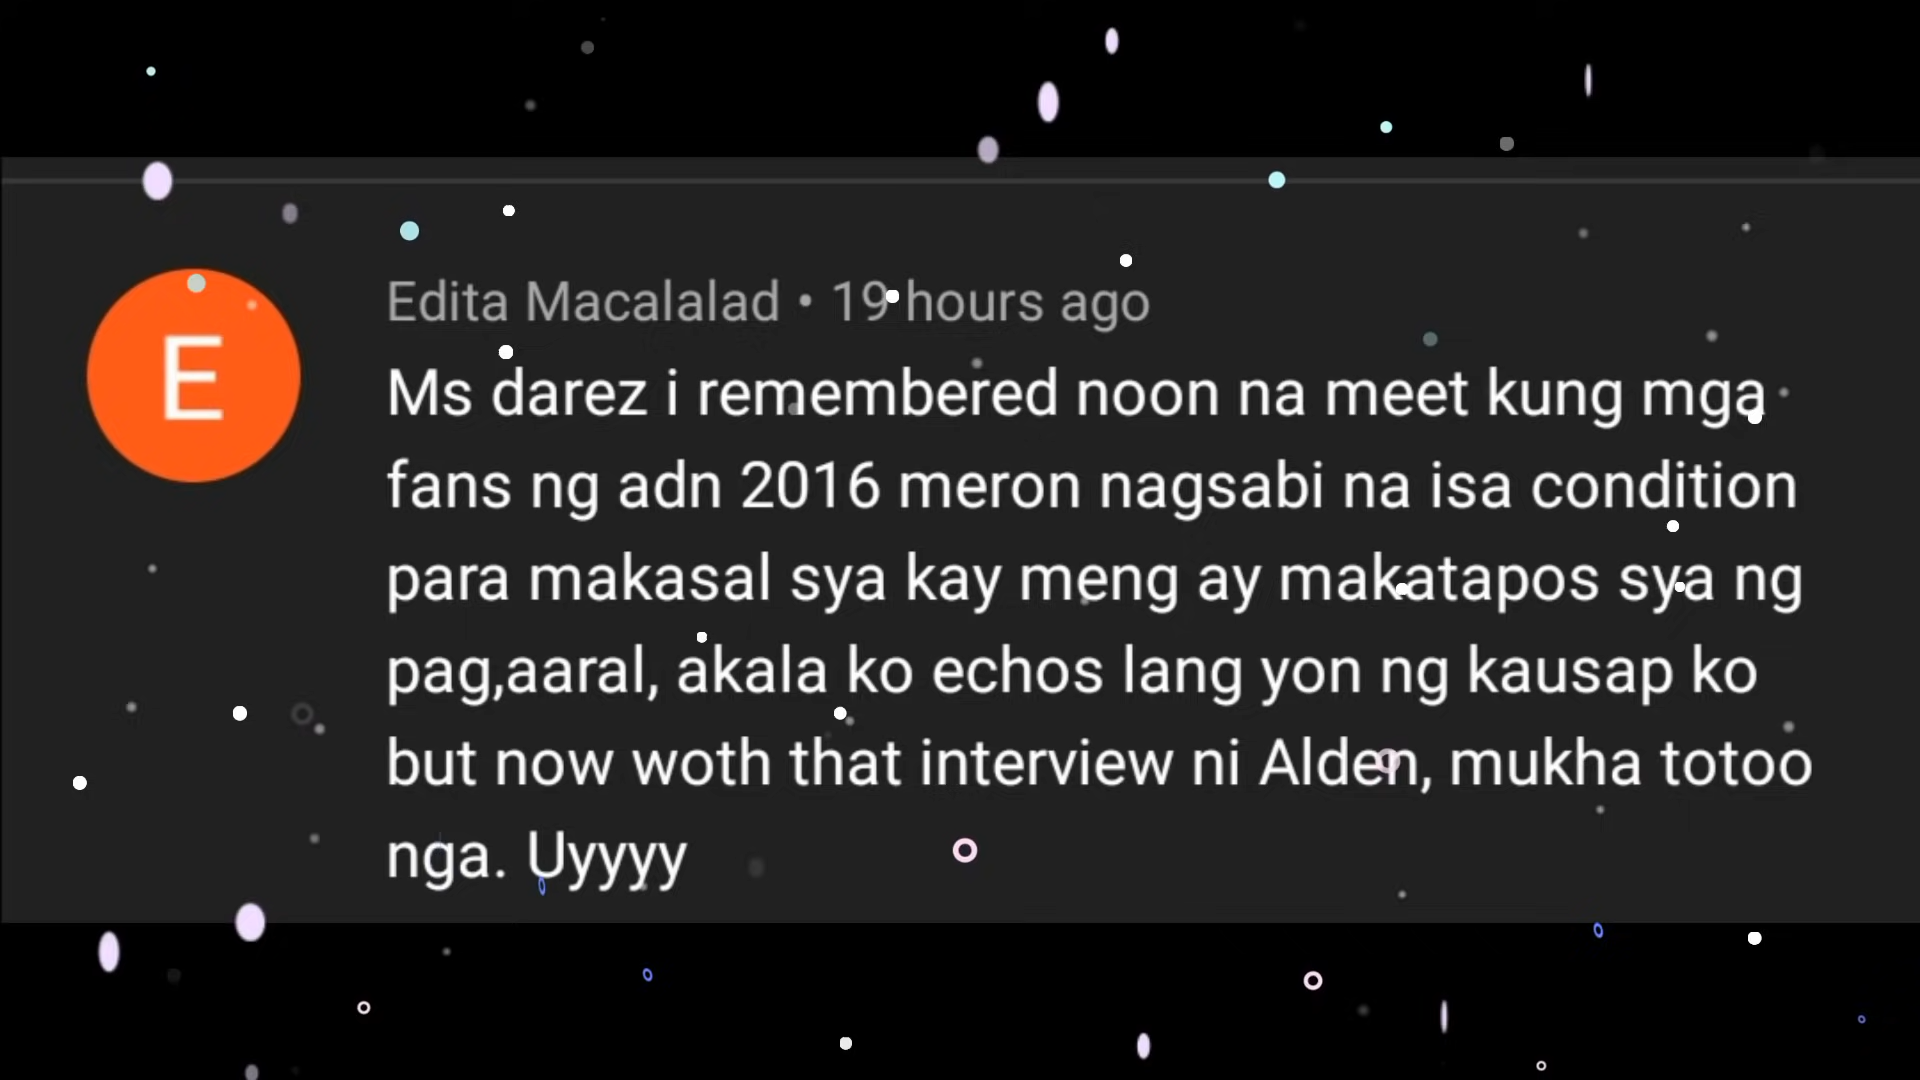 E
Edita Macalalad • 19 hours ago
Ms darez i remembered noon na meet kung mga
fans ng adn 2016 meron nagsabi na isa condition
para makasal sya kay meng ay makatapos sya ng
pag,aaral, akala ko echos lang yon ng kausap ko
but now woth that interview ni Alden, mukha totoo
nga. Uyyyy